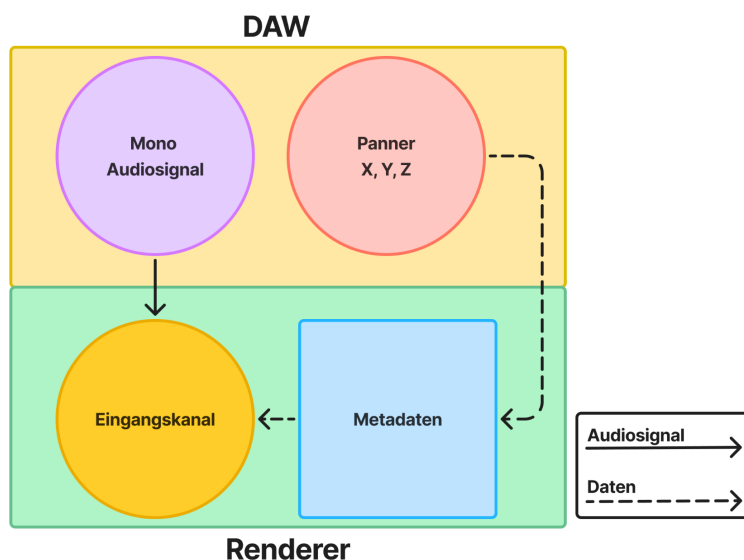 DAW
Mono
Audiosignal
Panner
X, Y, Z
Eingangskanal
Metadaten
Audiosignal
Daten
Renderer